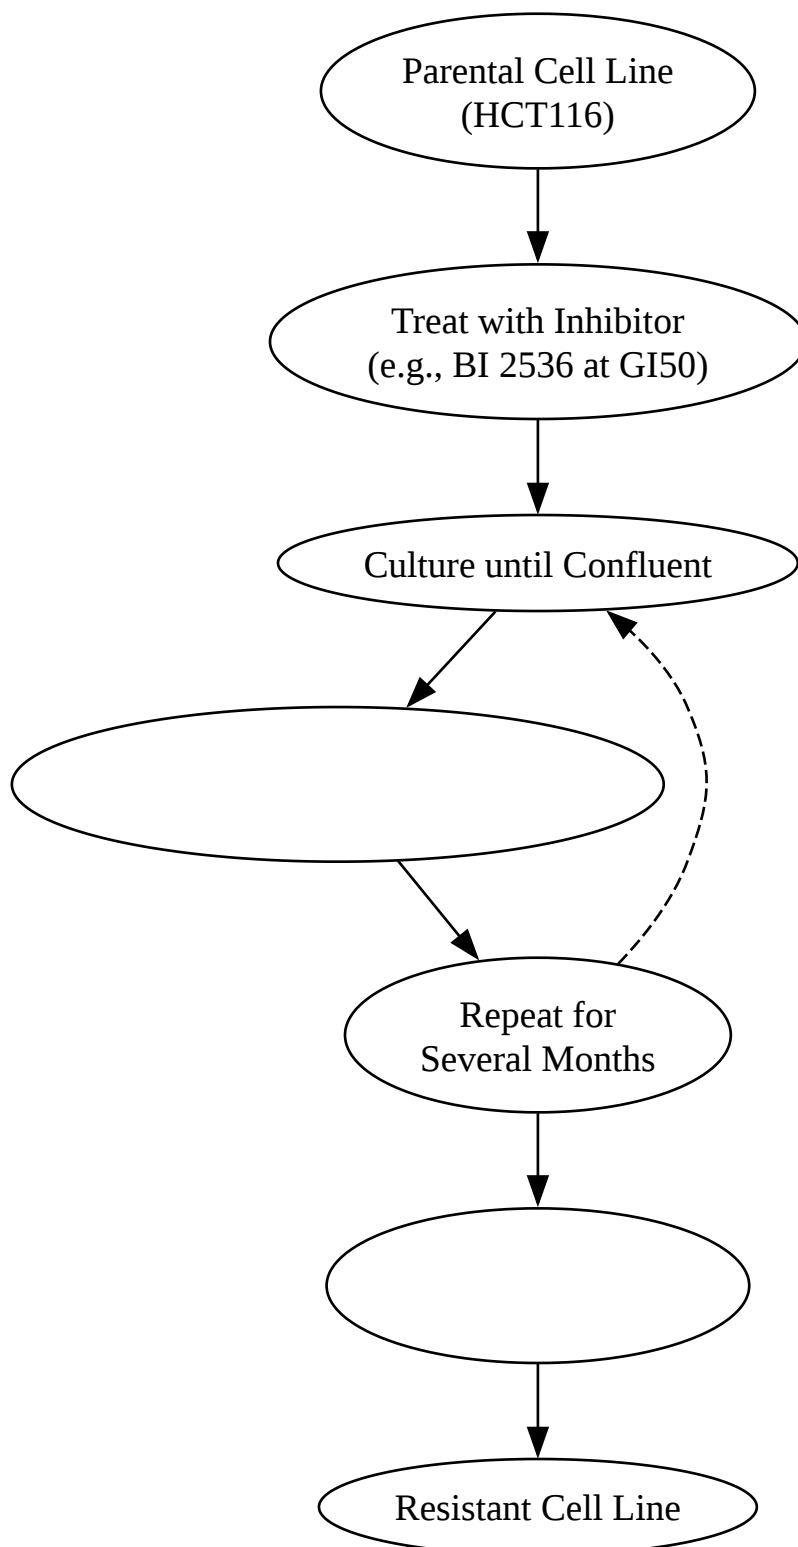 Parental Cell Line
(HCT116)
Treat with Inhibitor
(e.g., BI 2536 at GI50)
Culture until Confluent
Repeat for
Several Months
Resistant Cell Line